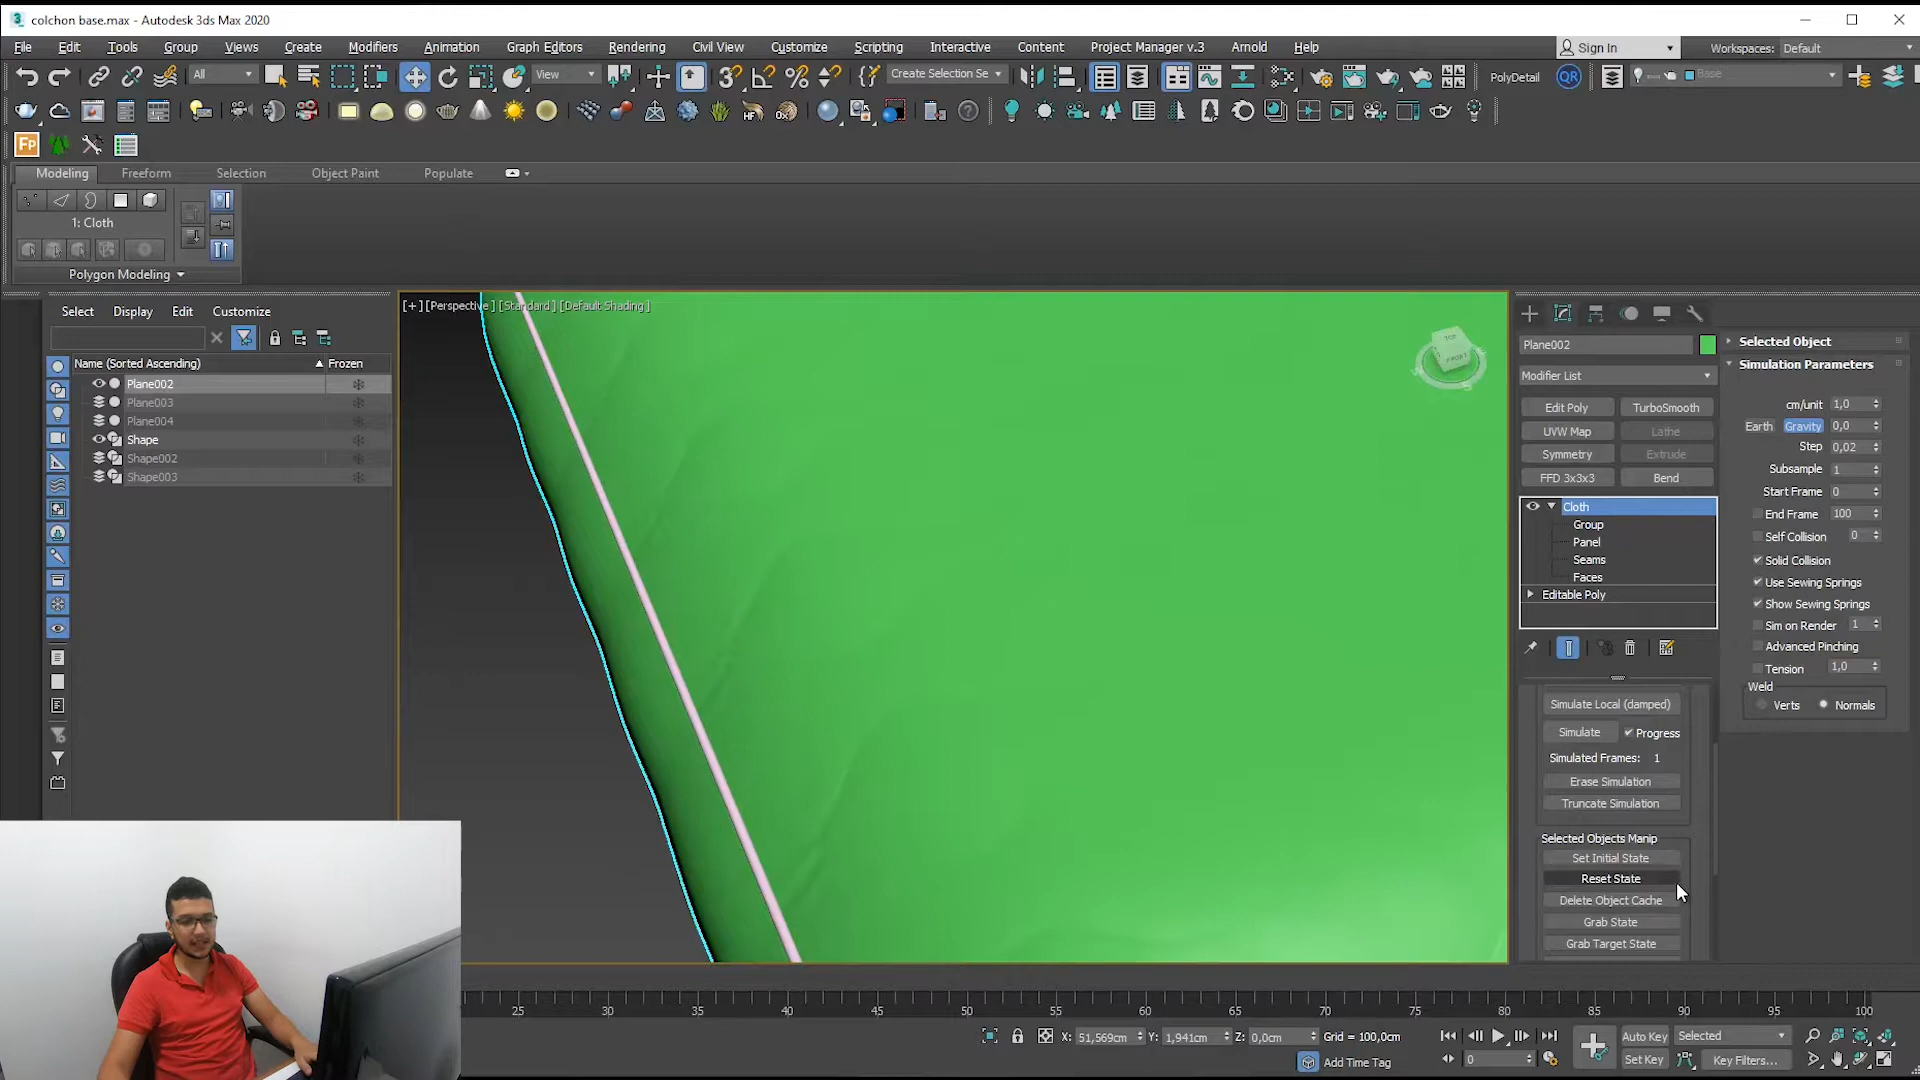 colchon base.max - Autodesk 3ds Max 2020
File Edit Tools Group Views Create Modifiers Animation Graph Editors Rendering Civil View Customize Scripting Interactive Content Project Manager v.3 Arnold Help Sign In Workspaces: Default
All View Create Selection Se PolyDetail QR Base
Fp
Modeling Freeform Selection Object Paint Populate
1: Cloth
Polygon Modeling
Select Display Edit Customize
Name (Sorted Ascending) Frozen
Plane002
Plane003
Plane004
Shape
Shape002
Shape003
[+] [Perspective] [Standard] [Default Shading]
TOP
FRONT
Plane002
Modifier List
Edit Poly TurboSmooth
UVW Map Lathe
Symmetry Extrude
FFD 3x3x3 Bend
Cloth
Group
Panel
Seams
Faces
Editable Poly
Simulate Local (damped)
Simulate Progress
Simulated Frames: 1
Erase Simulation
Truncate Simulation
Selected Objects Manip
Set Initial State
Reset State
Delete Object Cache
Grab State
Grab Target State
Selected Object
Simulation Parameters
cm/unit 1,0
Earth Gravity 0,0
Step 0,02
Subsample 1
Start Frame 0
End Frame 100
Self Collision 0
Solid Collision
Use Sewing Springs
Show Sewing Springs
Sim on Render 1
Advanced Pinching
Tension 1,0
Weld
Verts Normals
25 30 35 40 45 50 55 60 65 70 75 80 85 90 95 100
X: 51,569cm Y: 1,941cm Z: 0,0cm Grid = 100,0cm
Add Time Tag
0
Auto Key Selected
Set Key Key Filters...